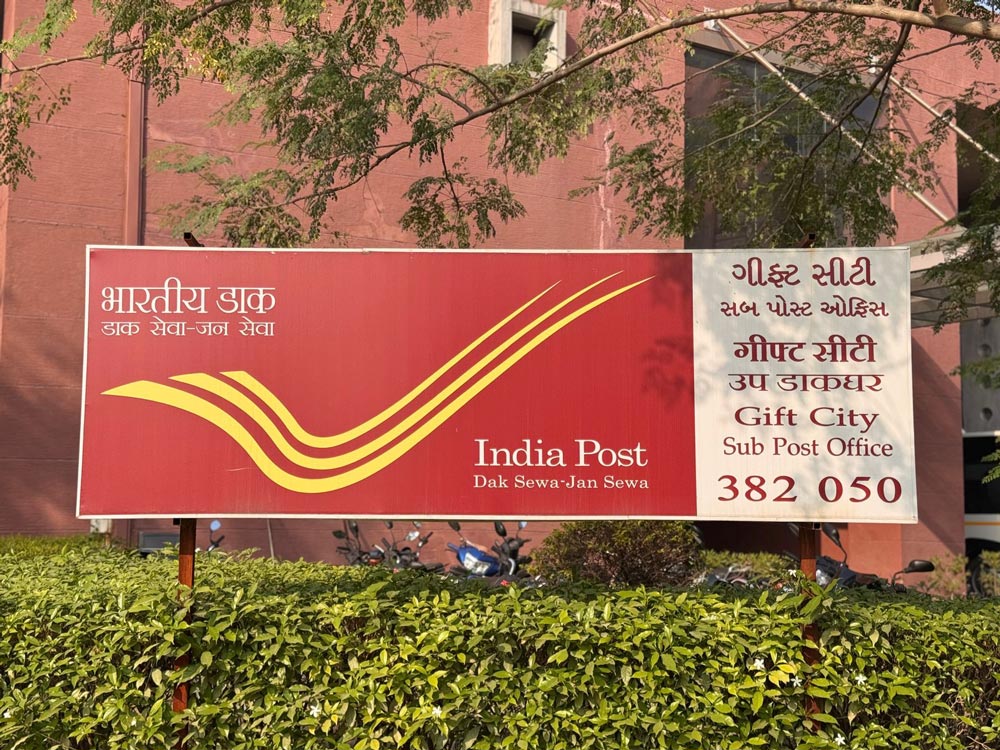 भारतीय डाक
डाक सेवा-जन सेवा
India Post
Dak Sewa-Jan Sewa
ગીફ્ટ સીટી
સબ પોસ્ટ ઓફિસ
गीफ्ट सीटी
उप डाकघर
Gift City
Sub Post Office
382 050